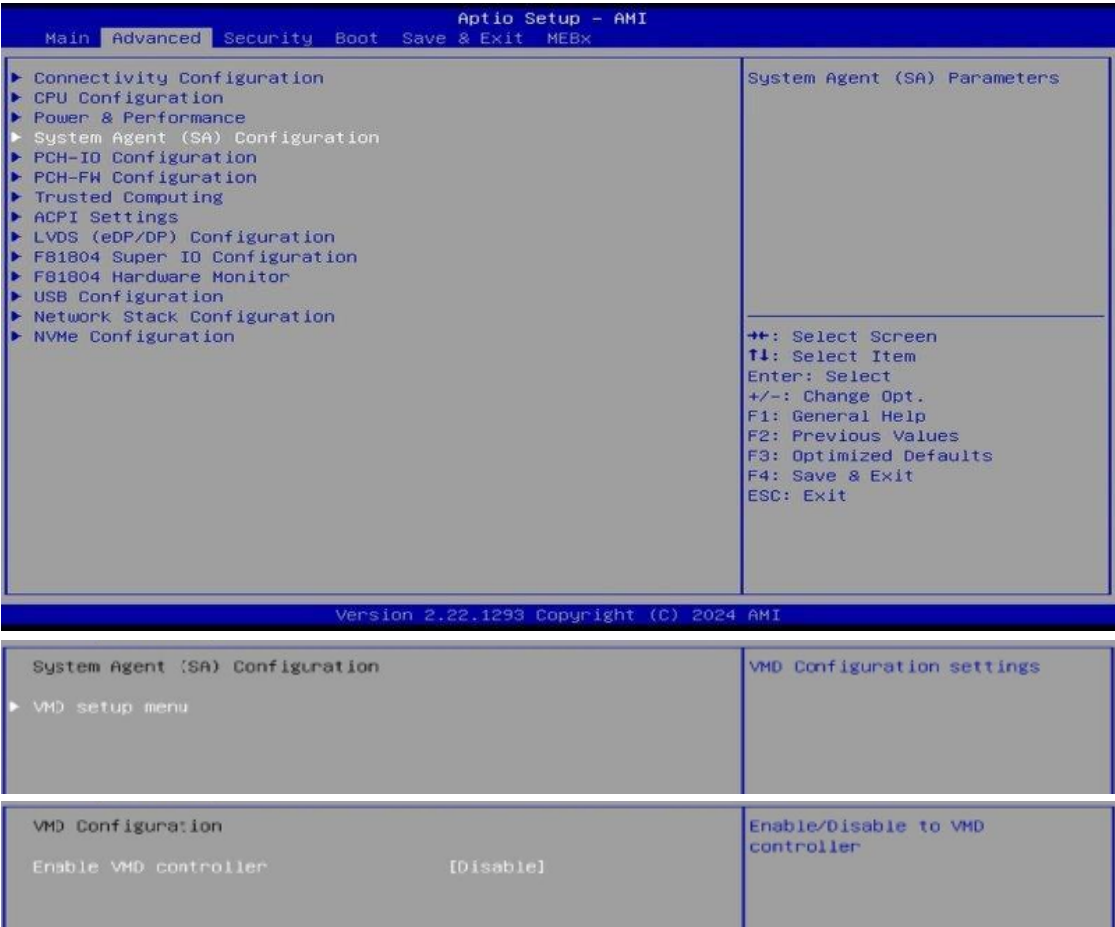 Aptio Setup – AMI
Main Advanced Security Boot Save & Exit MEBx
► Connectivity Configuration
► CPU Configuration
► Power & Performance
► System Agent (SA) Configuration
► PCH-IO Configuration
► PCH-FW Configuration
► Trusted Computing
► ACPI Settings
► LVDS (eDP/DP) Configuration
► F81804 Super IO Configuration
► F81804 Hardware Monitor
► USB Configuration
► Network Stack Configuration
► NVMe Configuration
System Agent (SA) Parameters
→←: Select Screen
↑↓: Select Item
Enter: Select
+/-: Change Opt.
F1: General Help
F2: Previous Values
F3: Optimized Defaults
F4: Save & Exit
ESC: Exit
Version 2.22.1293 Copyright (C) 2024 AMI
System Agent (SA) Configuration
► VMD setup menu
VMD Configuration settings
VMD Configuration
Enable VMD controller [Disable]
Enable/Disable to VMD
controller